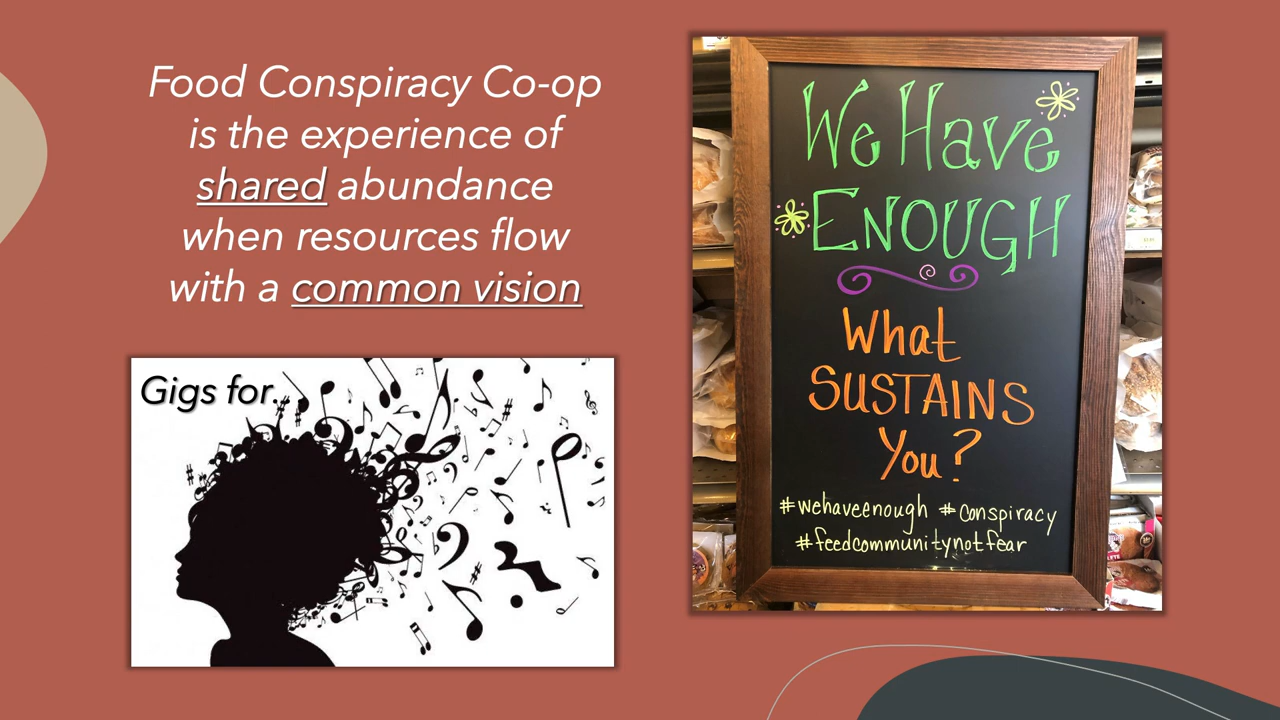 Food Conspiracy Co-op
is the experience of
shared abundance
when resources flow
with a common vision
Gigs for...
We Have
ENOUGH
What
SUSTAINS
You?
#wehaveenough #conspiracy
#feedcommunitynotfear